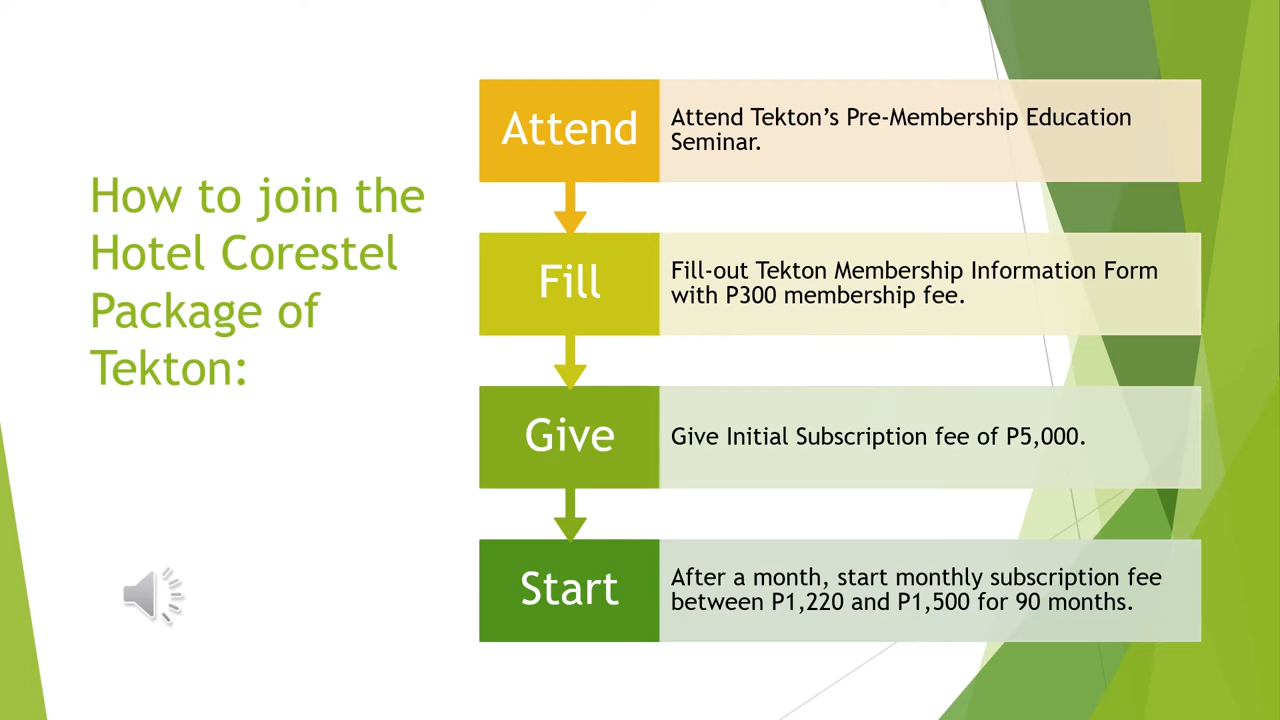 How to join the
Hotel Corestel
Package of
Tekton:
Attend
Attend Tekton’s Pre-Membership Education
Seminar.
Fill
Fill-out Tekton Membership Information Form
with P300 membership fee.
Give
Give Initial Subscription fee of P5,000.
Start
After a month, start monthly subscription fee
between P1,220 and P1,500 for 90 months.